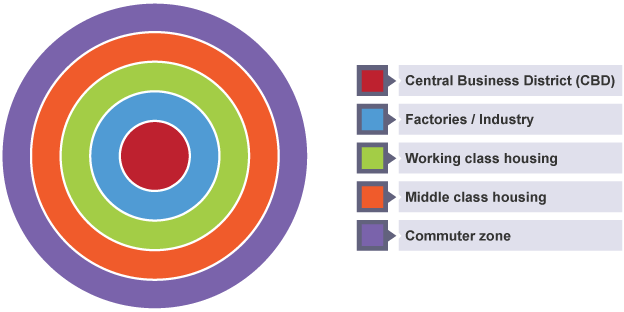 Central Business District (CBD)
Factories / Industry
Working class housing
Middle class housing
Commuter zone